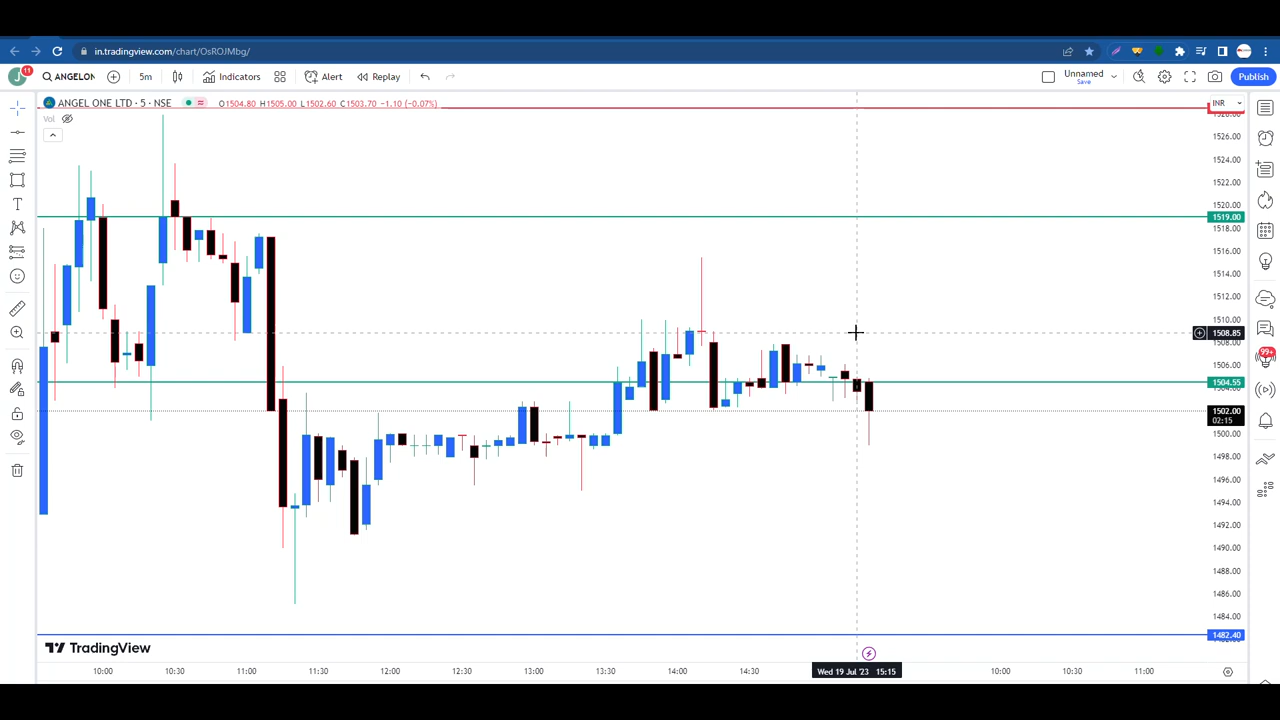 in.tradingview.com/chart/OsROJMbg/
11
ANGELON
5m
Indicators
Alert
Replay
Unnamed
Save
Publish
ANGEL ONE LTD · 5 · NSE
O1504.80 H1505.00 L1502.60 C1503.70 −1.10 (−0.07%)
INR
Vol
1526.00
1524.00
1522.00
1520.00
1519.00
1518.00
1516.00
1514.00
1512.00
1510.00
1508.85
1508.00
1506.00
1504.55
1502.00
02:15
1500.00
1498.00
1496.00
1494.00
1492.00
1490.00
1488.00
1486.00
1484.00
1482.40
99+
TradingView
10:00
10:30
11:00
11:30
12:00
12:30
13:00
13:30
14:00
14:30
Wed 19 Jul '23 15:15
10:00
10:30
11:00